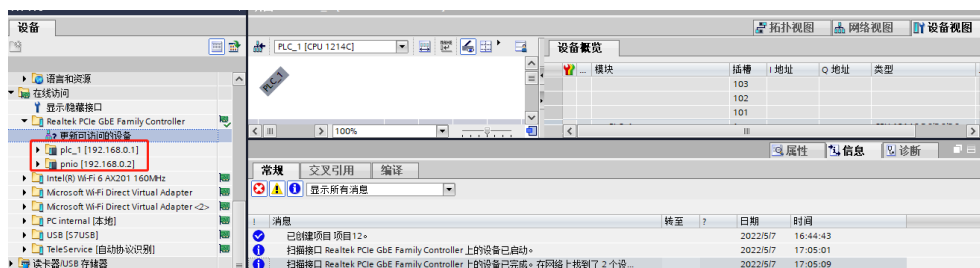 设备
拓扑视图
网络视图
设备视图
PLC_1 [CPU 1214C]
设备概览
语言和资源
在线访问
显示/隐藏接口
Realtek PCIe GbE Family Controller
更新可访问的设备
plc_1 [192.168.0.1]
pnio [192.168.0.2]
Intel(R) Wi-Fi 6 AX201 160MHz
Microsoft Wi-Fi Direct Virtual Adapter
Microsoft Wi-Fi Direct Virtual Adapter <2>
PC internal [本地]
USB [S7USB]
TeleService [自动协议识别]
读卡器/USB 存储器
PLC_1
100%
... 模块 插槽 I 地址 Q 地址 类型
103
102
101
属性
信息
诊断
常规
交叉引用
编译
显示所有消息
! 消息 转至 ? 日期 时间
已创建项目 项目12。 2022/5/7 16:44:43
扫描接口 Realtek PCIe GbE Family Controller 上的设备已启动。 2022/5/7 17:05:01
扫描接口 Realtek PCIe GbE Family Controller 上的设备已完成。在网络上找到了 2 个设... 2022/5/7 17:05:09